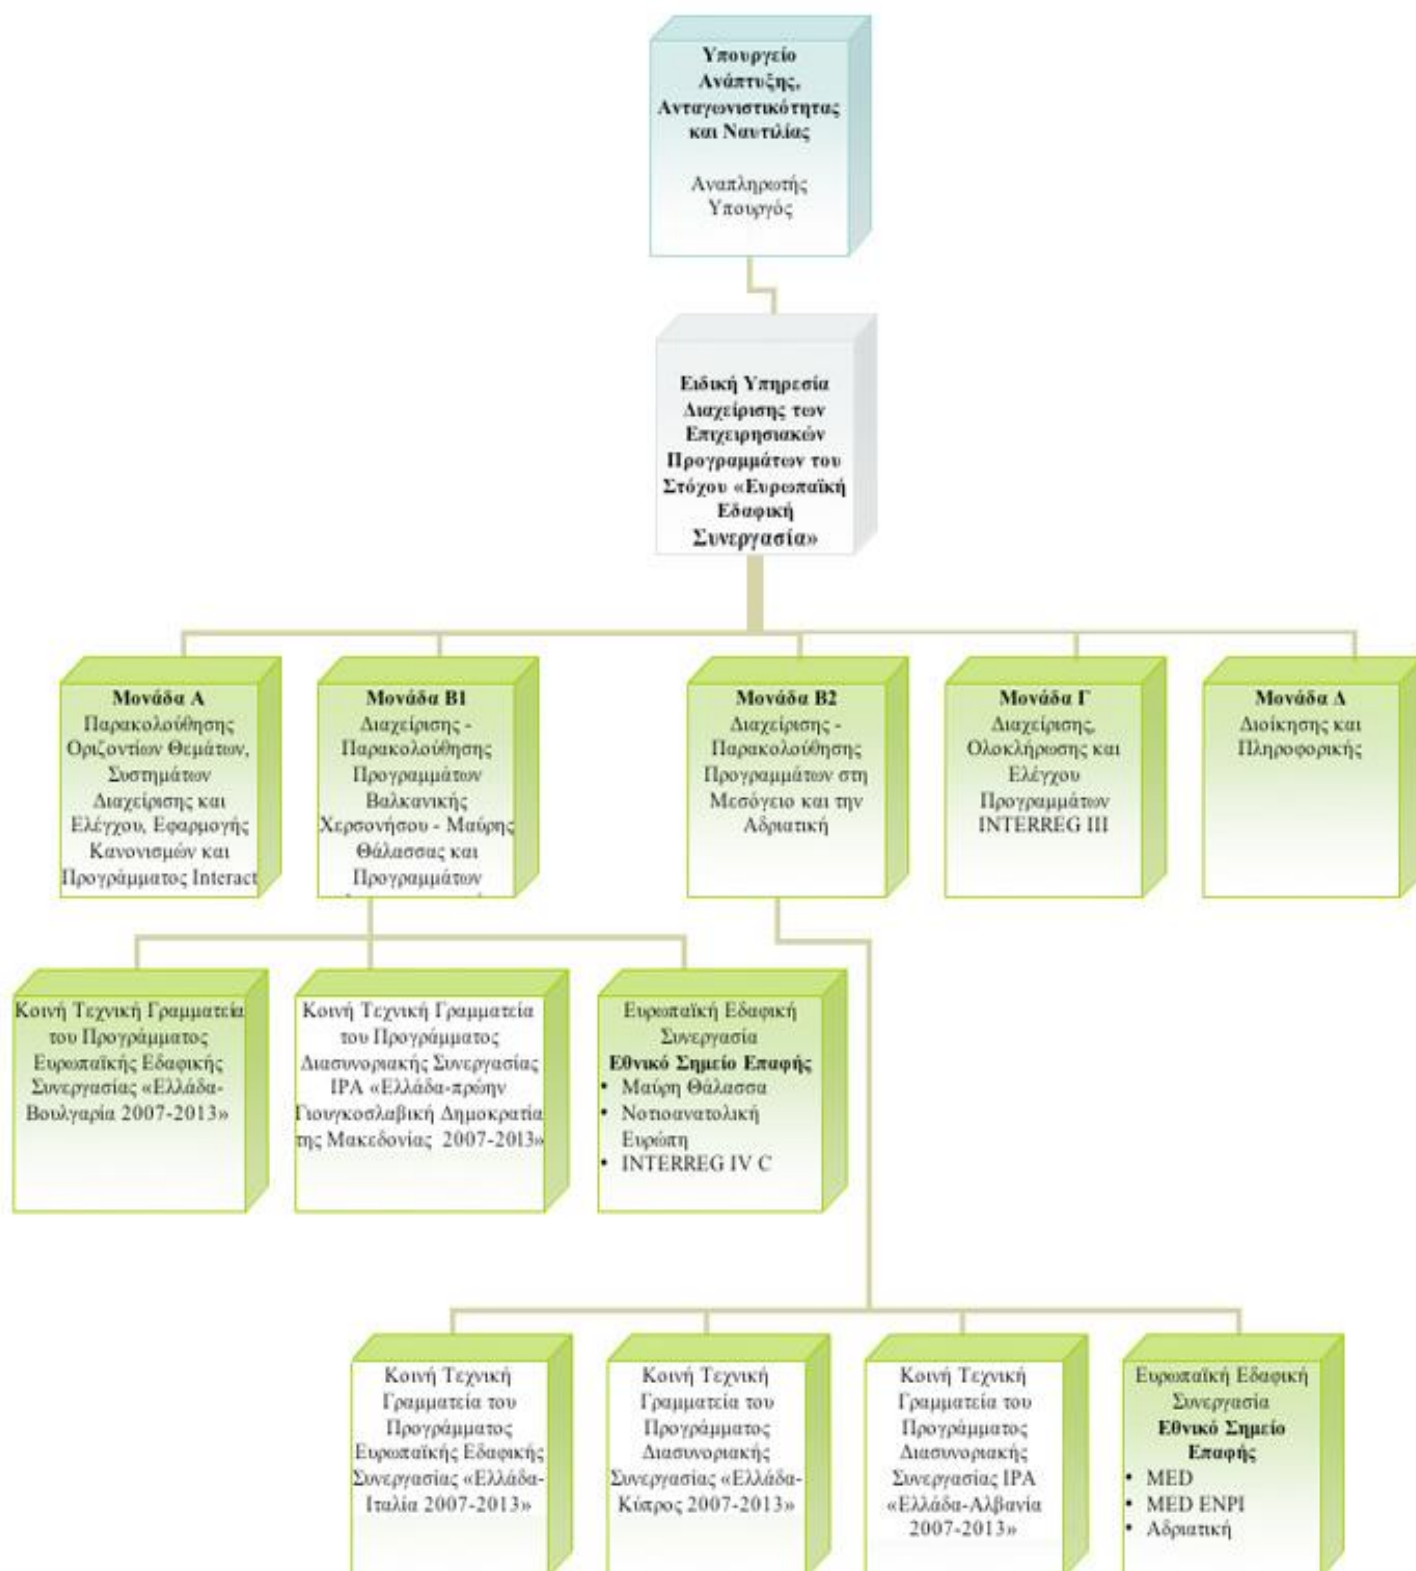 Υπουργείο
Ανάπτυξης,
Ανταγωνιστικότητας
και Ναυτιλίας
Αναπληρωτής
Υπουργός
Ειδική Υπηρεσία
Διαχείρισης των
Επιχειρησιακών
Προγραμμάτων του
Στόχου «Ευρωπαϊκή
Εδαφική
Συνεργασία»
Μονάδα Α
Παρακολούθησης
Οριζοντίων Θεμάτων,
Συστημάτων
Διαχείρισης και
Ελέγχου, Εφαρμογής
Κανονισμών και
Προγράμματος Interact
Μονάδα Β1
Διαχείρισης -
Παρακολούθησης
Προγραμμάτων
Βαλκανικής
Χερσονήσου - Μαύρης
Θάλασσας και
Προγραμμάτων
Μονάδα Β2
Διαχείρισης -
Παρακολούθησης
Προγραμμάτων στη
Μεσόγειο και την
Αδριατική
Μονάδα Γ
Διαχείρισης,
Ολοκλήρωσης και
Ελέγχου
Προγραμμάτων
INTERREG III
Μονάδα Δ
Διοίκησης και
Πληροφορικής
Κοινή Τεχνική Γραμματεία
του Προγράμματος
Ευρωπαϊκής Εδαφικής
Συνεργασίας «Ελλάδα-
Βουλγαρία 2007-2013»
Κοινή Τεχνική Γραμματεία
του Προγράμματος
Διασυνοριακής Συνεργασίας
IPA «Ελλάδα-πρώην
Γιουγκοσλαβική Δημοκρατία
της Μακεδονίας 2007-2013»
Ευρωπαϊκή Εδαφική
Συνεργασία
Εθνικό Σημείο Επαφής
• Μαύρη Θάλασσα
• Νοτιοανατολική
Ευρώπη
• INTERREG IV C
Κοινή Τεχνική
Γραμματεία του
Προγράμματος
Ευρωπαϊκής Εδαφικής
Συνεργασίας «Ελλάδα-
Ιταλία 2007-2013»
Κοινή Τεχνική
Γραμματεία του
Προγράμματος
Διασυνοριακής
Συνεργασίας «Ελλάδα-
Κύπρος 2007-2013»
Κοινή Τεχνική
Γραμματεία του
Προγράμματος
Διασυνοριακής
Συνεργασίας IPA
«Ελλάδα-Αλβανία
2007-2013»
Ευρωπαϊκή Εδαφική
Συνεργασία
Εθνικό Σημείο
Επαφής
• MED
• MED ENPI
• Αδριατική